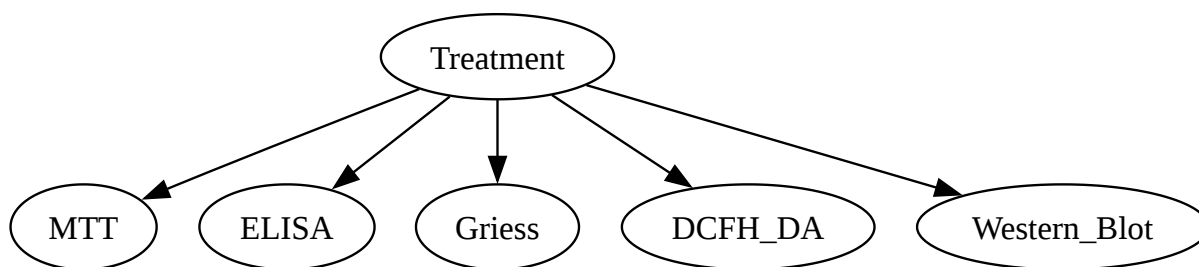 Treatment
MTT
ELISA
Griess
DCFH_DA
Western_Blot